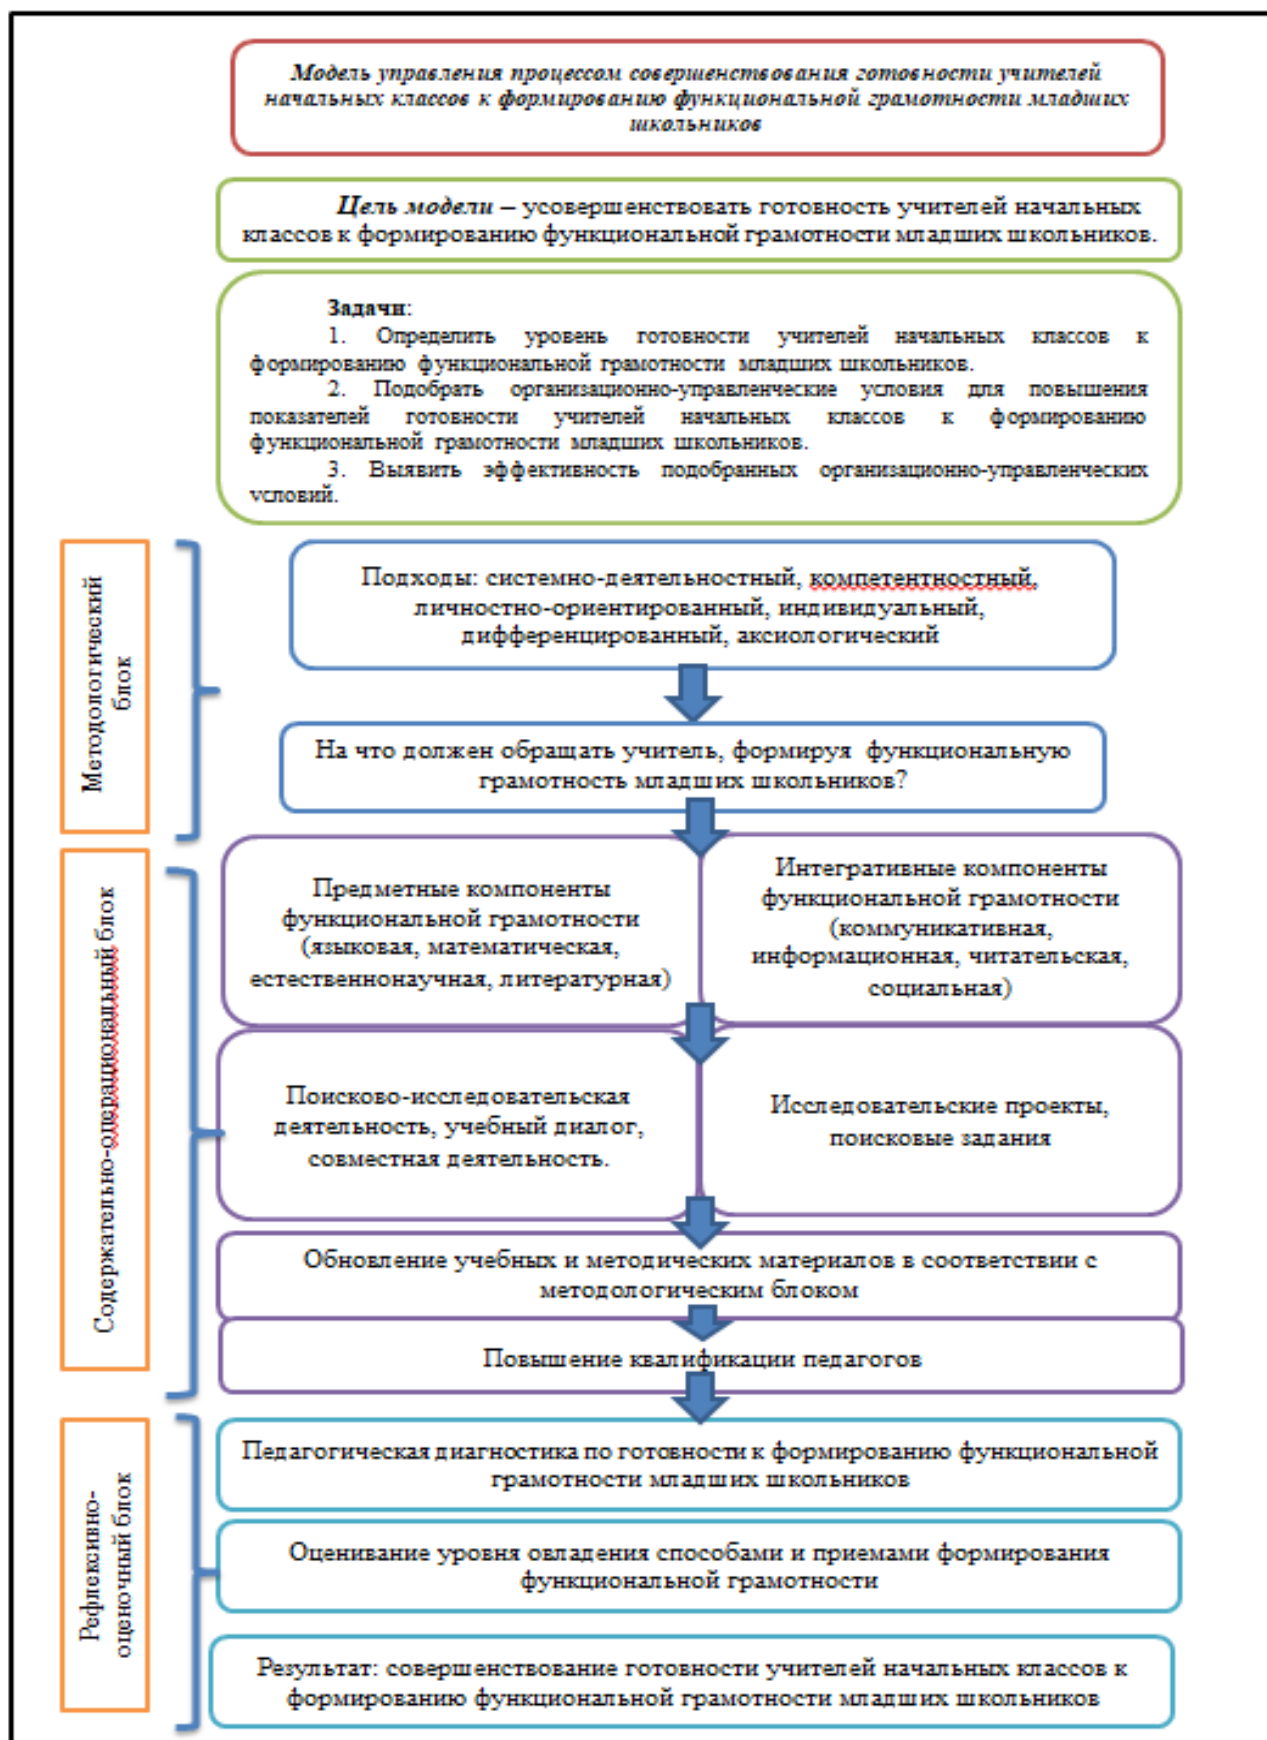 Модель управления процессом совершенствования готовности учителей
начальных классов к формированию функциональной грамотности младших
школьников
Цель модели – усовершенствовать готовность учителей начальных
классов к формированию функциональной грамотности младших школьников.
Задачи:
1. Определить уровень готовности учителей начальных классов к
формированию функциональной грамотности младших школьников.
2. Подобрать организационно-управленческие условия для повышения
показателей готовности учителей начальных классов к формированию
функциональной грамотности младших школьников.
3. Выявить эффективность подобранных организационно-управленческих
условий.
Методологический
блок
Подходы: системно-деятельностный, компетентностный,
личностно-ориентированный, индивидуальный,
дифференцированный, аксиологический
На что должен обращать учитель, формируя функциональную
грамотность младших школьников?
Содержательно-операциональный блок
Предметные компоненты
функциональной грамотности
(языковая, математическая,
естественнонаучная, литературная)
Интегративные компоненты
функциональной грамотности
(коммуникативная,
информационная, читательская,
социальная)
Поисково-исследовательская
деятельность, учебный диалог,
совместная деятельность.
Исследовательские проекты,
поисковые задания
Обновление учебных и методических материалов в соответствии с
методологическим блоком
Повышение квалификации педагогов
Рефлексивно-
оценочный блок
Педагогическая диагностика по готовности к формированию функциональной
грамотности младших школьников
Оценивание уровня овладения способами и приемами формирования
функциональной грамотности
Результат: совершенствование готовности учителей начальных классов к
формированию функциональной грамотности младших школьников